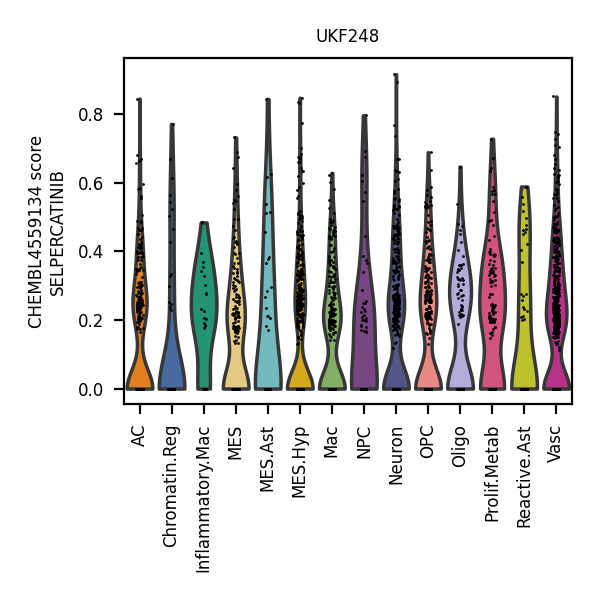 UKF248
CHEMBL4559134 score
SELPERCATINIB
0.8
0.6
0.4
0.2
0.0
AC
Chromatin.Reg
Inflammatory.Mac
MES
MES.Ast
MES.Hyp
Mac
NPC
Neuron
OPC
Oligo
Prolif.Metab
Reactive.Ast
Vasc